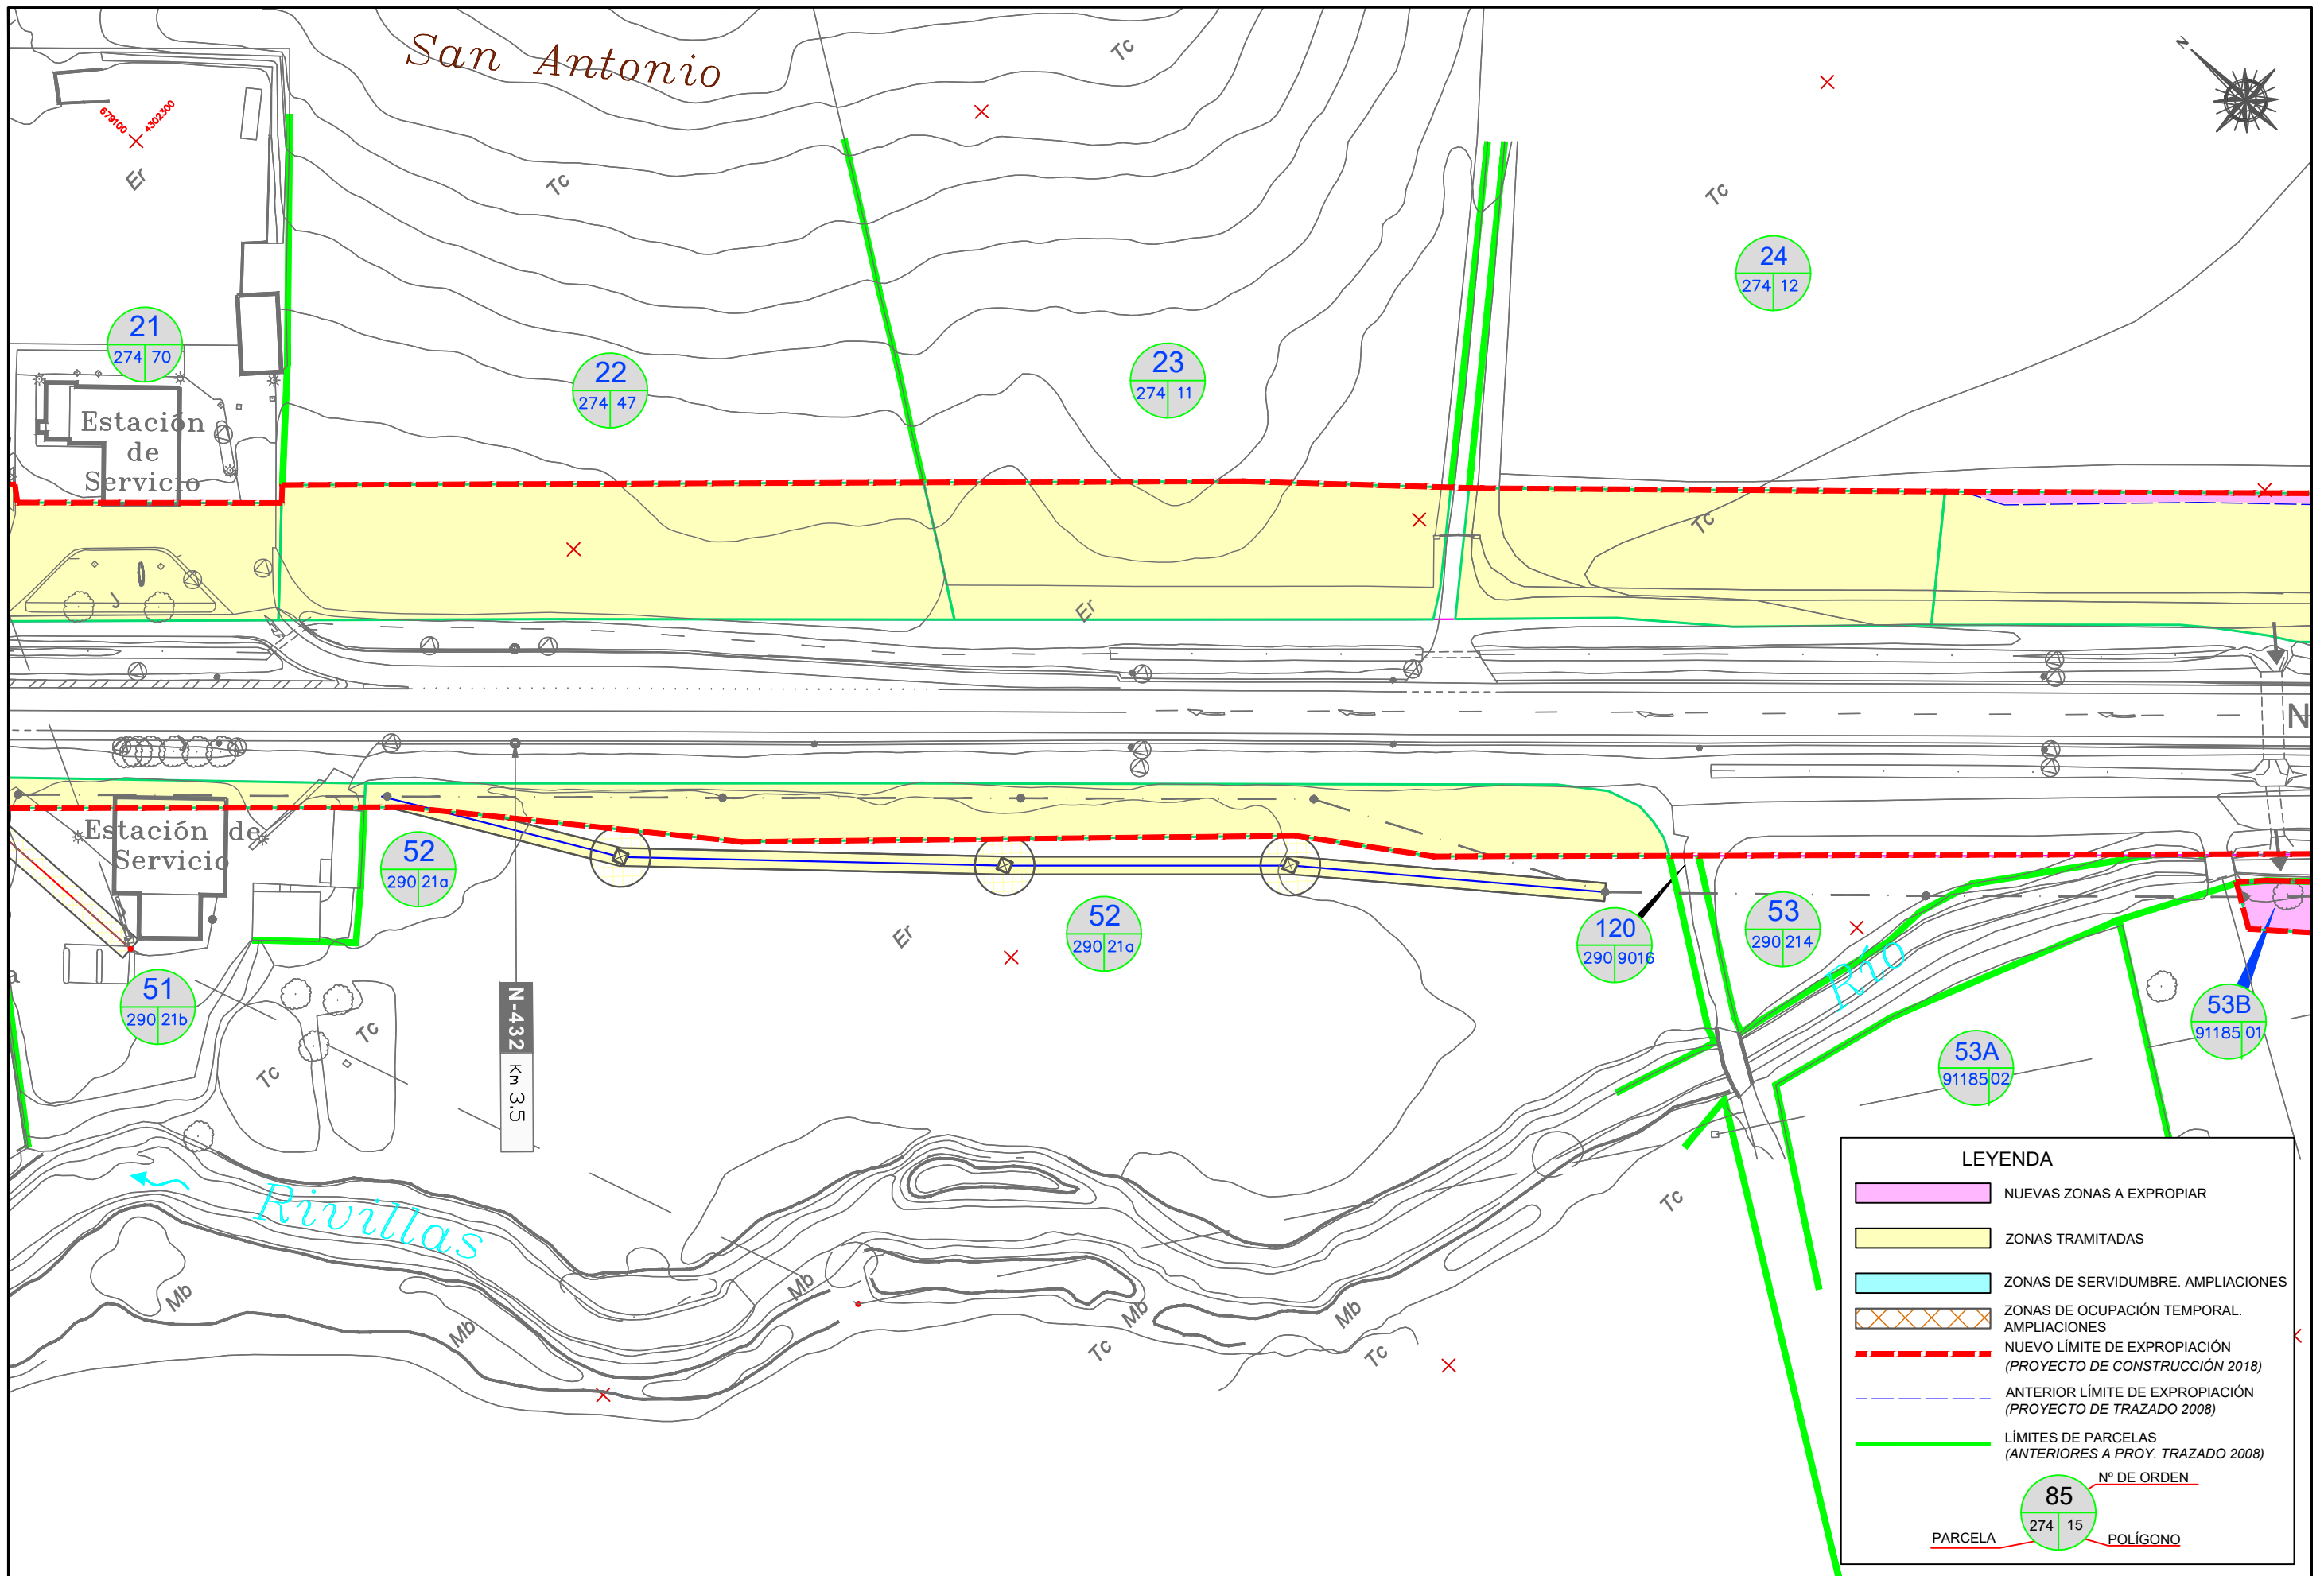 San Antonio
Tc
N
679100
4302300
Er
Tc
Tc
24
274 12
21
274 70
22
274 47
23
274 11
Estación
de
Servicio
Tc
Er
J
N
Estación de
Servicio
52
290 21a
52
290 21a
Er
120
290 9016
53
290 214
Río
a
51
290 21b
N-432 Km 3,5
53B
91185 01
53A
91185 02
Tc
Tc
Rivillas
Tc
Mb
Mb
Mb
Mb
Mb
Tc
Tc
LEYENDA
NUEVAS ZONAS A EXPROPIAR
ZONAS TRAMITADAS
ZONAS DE SERVIDUMBRE. AMPLIACIONES
ZONAS DE OCUPACIÓN TEMPORAL.
AMPLIACIONES
NUEVO LÍMITE DE EXPROPIACIÓN
(PROYECTO DE CONSTRUCCIÓN 2018)
ANTERIOR LÍMITE DE EXPROPIACIÓN
(PROYECTO DE TRAZADO 2008)
LÍMITES DE PARCELAS
(ANTERIORES A PROY. TRAZADO 2008)
Nº DE ORDEN
85
274 15
PARCELA
POLÍGONO